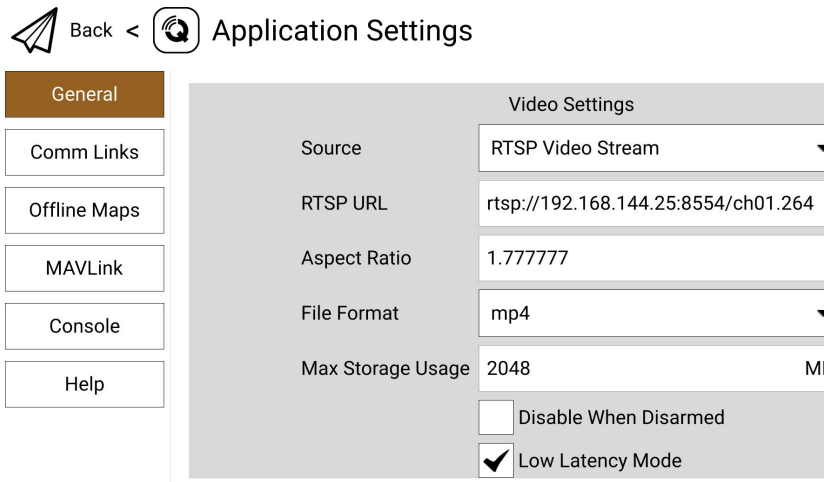 Back < Application Settings
General
Comm Links
Offline Maps
MAVLink
Console
Help
Video Settings
Source RTSP Video Stream
RTSP URL rtsp://192.168.144.25:8554/ch01.264
Aspect Ratio 1.777777
File Format mp4
Max Storage Usage 2048
Disable When Disarmed
Low Latency Mode